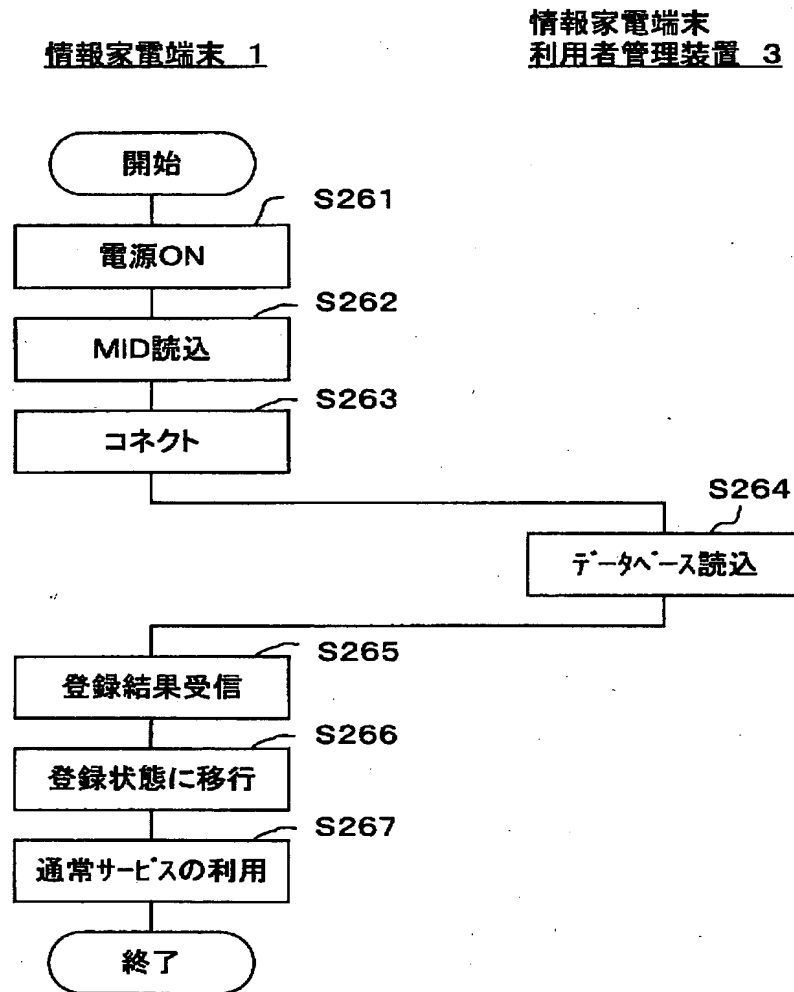 情報家電端末 1
情報家電端末
利用者管理装置 3
開始
S261
電源ON
S262
MID読込
S263
コネクト
S264
データベース読込
S265
登録結果受信
S266
登録状態に移行
S267
通常サービスの利用
終了